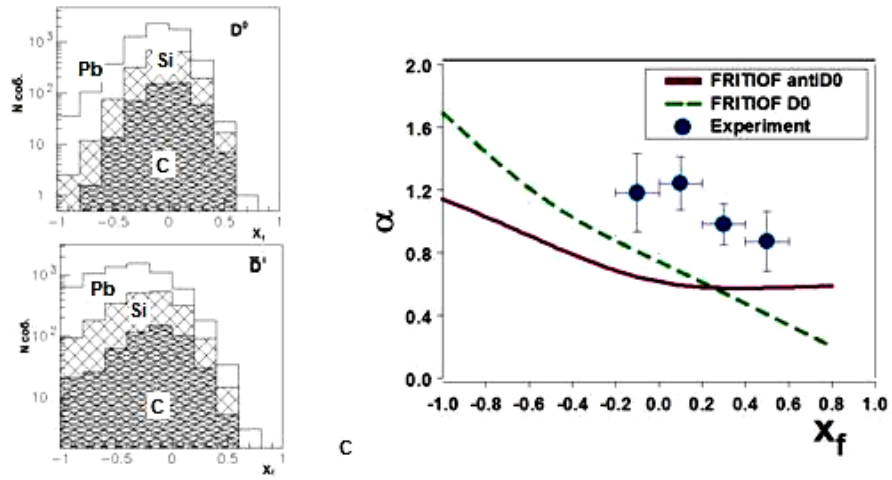 D⁰
Pb
Si
C
N соб.
10³
10²
10
1
-1 -0.5 0 0.5 1
Xf
D̄⁰
Pb
Si
C
N соб.
10³
10²
10
-1 -0.5 0 0.5 1
Xf
C
FRITIOF antiD0
FRITIOF D0
Experiment
α
2.0
1.6
1.2
0.8
0.4
0.0
-1.0 -0.8 -0.6 -0.4 -0.2 0.0 0.2 0.4 0.6 0.8 1.0
Xf